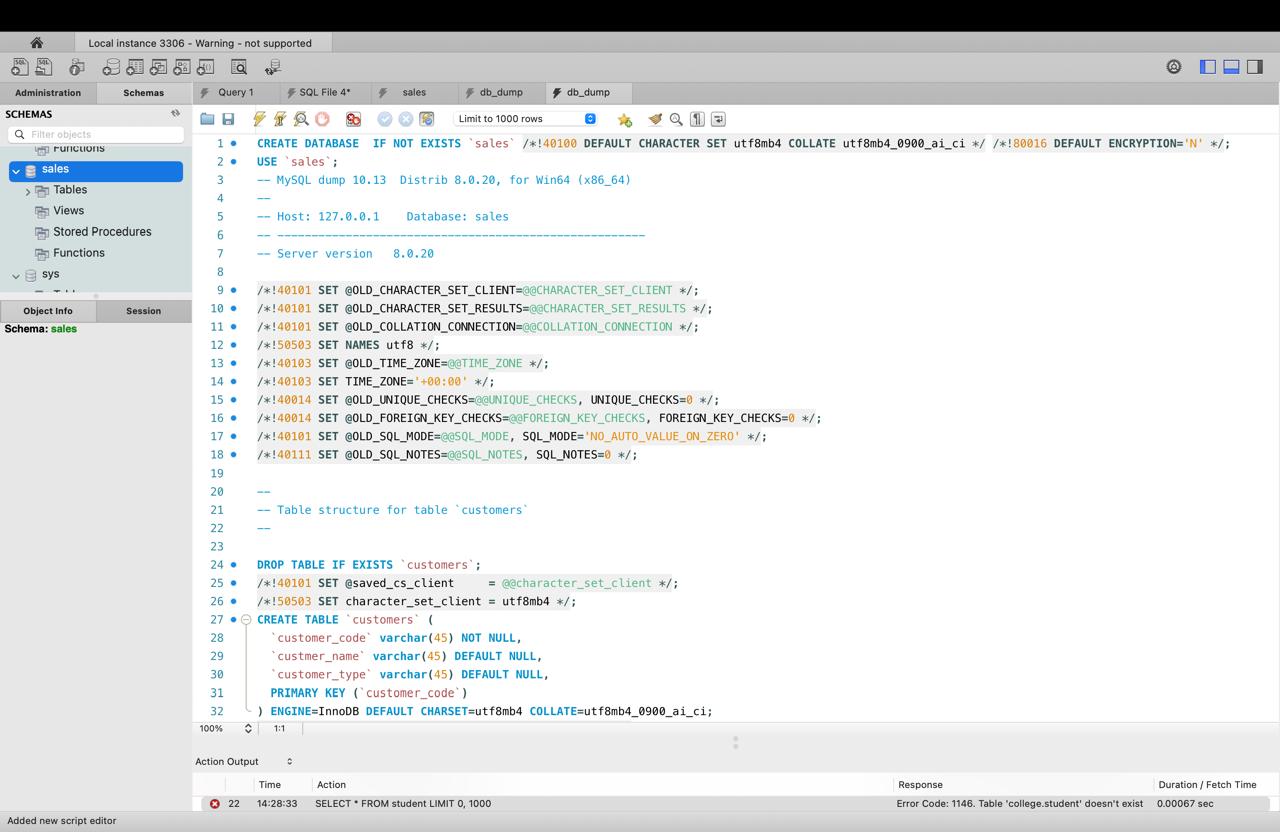 Local instance 3306 - Warning - not supported
Administration
Schemas
Query 1
SQL File 4*
sales
db_dump
db_dump
SCHEMAS
Filter objects
Functions
sales
Tables
Views
Stored Procedures
Functions
sys
Object Info
Session
Schema: sales
Limit to 1000 rows
1 CREATE DATABASE  IF NOT EXISTS `sales` /*!40100 DEFAULT CHARACTER SET utf8mb4 COLLATE utf8mb4_0900_ai_ci */ /*!80016 DEFAULT ENCRYPTION='N' */;
2 USE `sales`;
3 -- MySQL dump 10.13  Distrib 8.0.20, for Win64 (x86_64)
4 --
5 -- Host: 127.0.0.1    Database: sales
6 -- ------------------------------------------------------
7 -- Server version   8.0.20
8
9 /*!40101 SET @OLD_CHARACTER_SET_CLIENT=@@CHARACTER_SET_CLIENT */;
10 /*!40101 SET @OLD_CHARACTER_SET_RESULTS=@@CHARACTER_SET_RESULTS */;
11 /*!40101 SET @OLD_COLLATION_CONNECTION=@@COLLATION_CONNECTION */;
12 /*!50503 SET NAMES utf8 */;
13 /*!40103 SET @OLD_TIME_ZONE=@@TIME_ZONE */;
14 /*!40103 SET TIME_ZONE='+00:00' */;
15 /*!40014 SET @OLD_UNIQUE_CHECKS=@@UNIQUE_CHECKS, UNIQUE_CHECKS=0 */;
16 /*!40014 SET @OLD_FOREIGN_KEY_CHECKS=@@FOREIGN_KEY_CHECKS, FOREIGN_KEY_CHECKS=0 */;
17 /*!40101 SET @OLD_SQL_MODE=@@SQL_MODE, SQL_MODE='NO_AUTO_VALUE_ON_ZERO' */;
18 /*!40111 SET @OLD_SQL_NOTES=@@SQL_NOTES, SQL_NOTES=0 */;
19
20 --
21 -- Table structure for table `customers`
22 --
23
24 DROP TABLE IF EXISTS `customers`;
25 /*!40101 SET @saved_cs_client     = @@character_set_client */;
26 /*!50503 SET character_set_client = utf8mb4 */;
27 CREATE TABLE `customers` (
28   `customer_code` varchar(45) NOT NULL,
29   `custmer_name` varchar(45) DEFAULT NULL,
30   `customer_type` varchar(45) DEFAULT NULL,
31   PRIMARY KEY (`customer_code`)
32 ) ENGINE=InnoDB DEFAULT CHARSET=utf8mb4 COLLATE=utf8mb4_0900_ai_ci;
100%
1:1
Action Output
Time Action Response Duration / Fetch Time
22 14:28:33 SELECT * FROM student LIMIT 0, 1000 Error Code: 1146. Table 'college.student' doesn't exist 0.00067 sec
Added new script editor